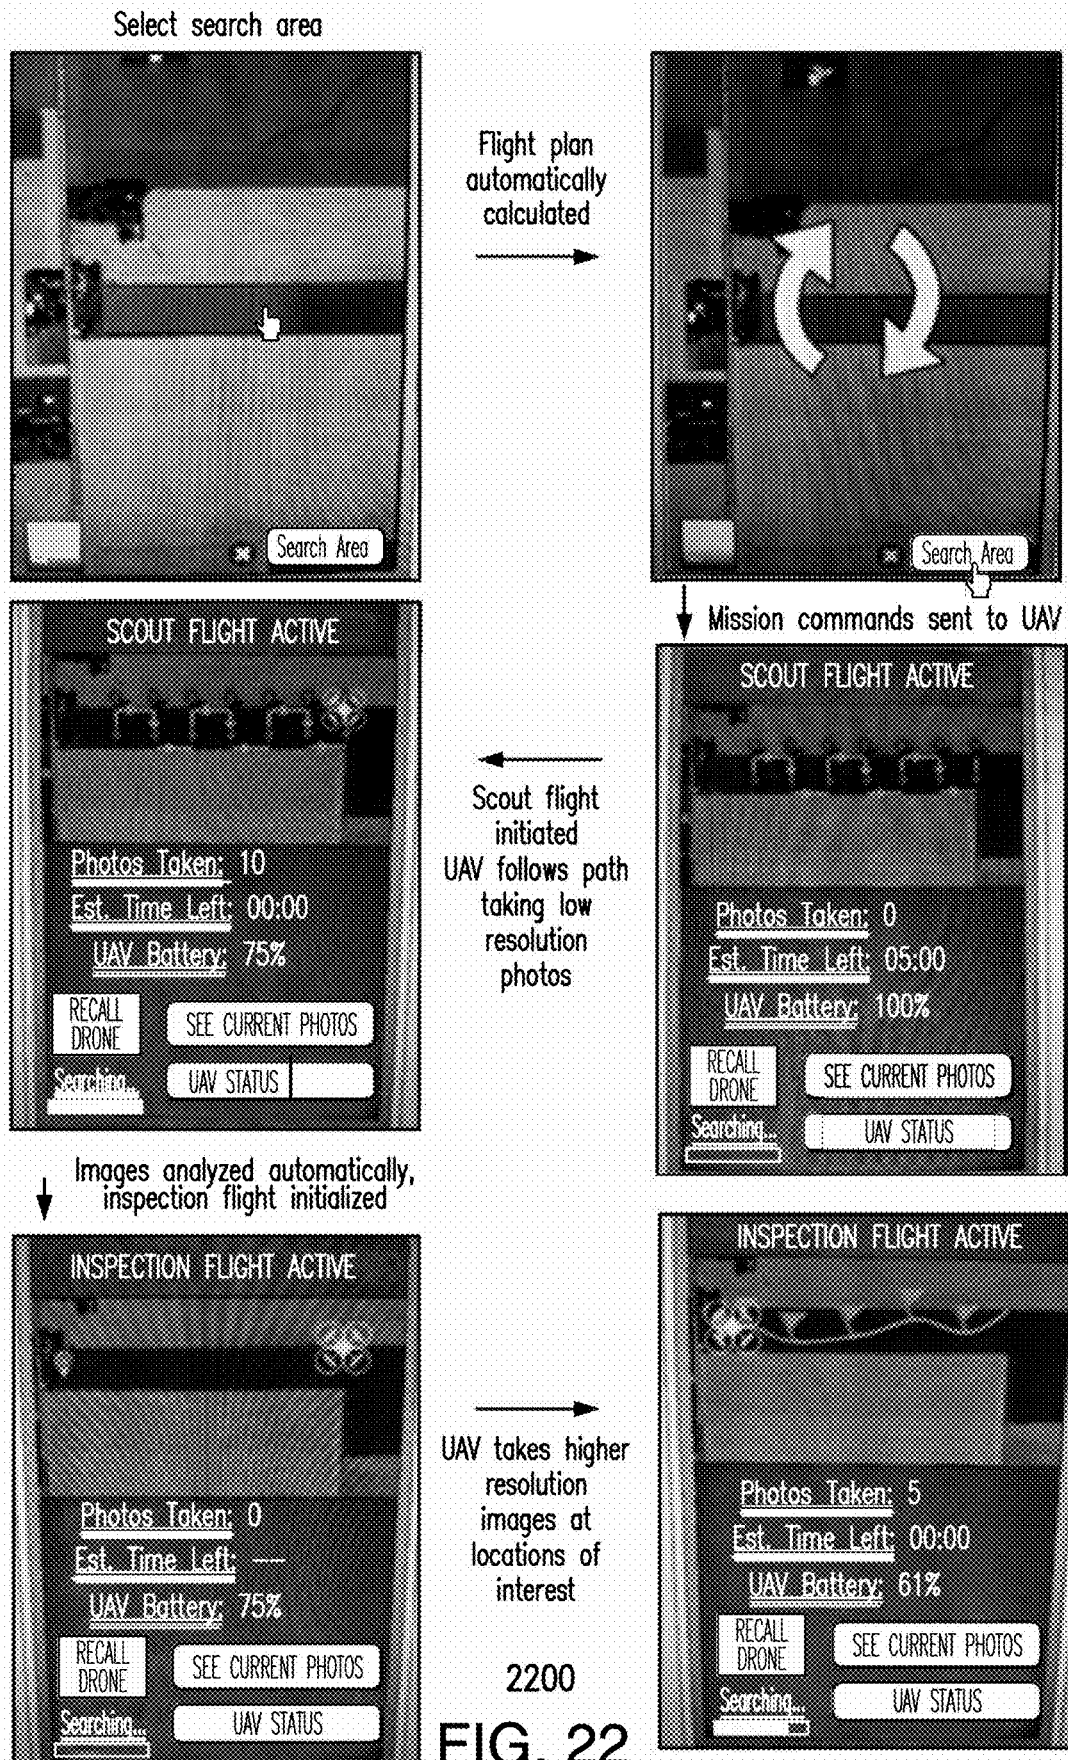 Select search area
Search Area
Flight plan
automatically
calculated
Search Area
Mission commands sent to UAV
SCOUT FLIGHT ACTIVE
Photos Taken: 0
Est. Time Left: 05:00
UAV Battery: 100%
RECALL
DRONE
SEE CURRENT PHOTOS
Searching...
UAV STATUS
Scout flight
initiated
UAV follows path
taking low
resolution
photos
SCOUT FLIGHT ACTIVE
Photos Taken: 10
Est. Time Left: 00:00
UAV Battery: 75%
RECALL
DRONE
SEE CURRENT PHOTOS
Searching...
UAV STATUS
Images analyzed automatically,
inspection flight initialized
INSPECTION FLIGHT ACTIVE
Photos Taken: 0
Est. Time Left: --
UAV Battery: 75%
RECALL
DRONE
SEE CURRENT PHOTOS
Searching...
UAV STATUS
UAV takes higher
resolution
images at
locations of
interest
INSPECTION FLIGHT ACTIVE
Photos Taken: 5
Est. Time Left: 00:00
UAV Battery: 61%
RECALL
DRONE
SEE CURRENT PHOTOS
Searching...
UAV STATUS
2200
FIG. 22